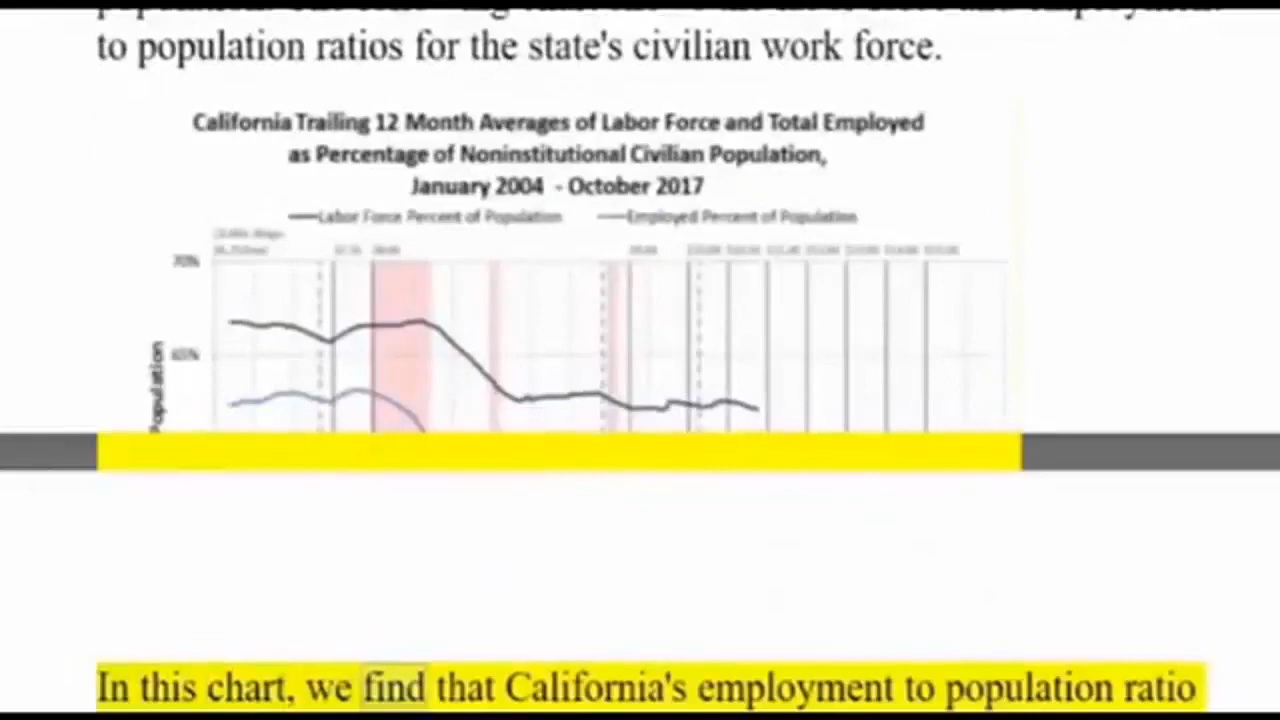 to population ratios for the state's civilian work force.
California Trailing 12 Month Averages of Labor Force and Total Employed
as Percentage of Noninstitutional Civilian Population,
January 2004 - October 2017
Labor Force Percent of Population Employed Percent of Population
70%
65%
Population
In this chart, we find that California's employment to population ratio